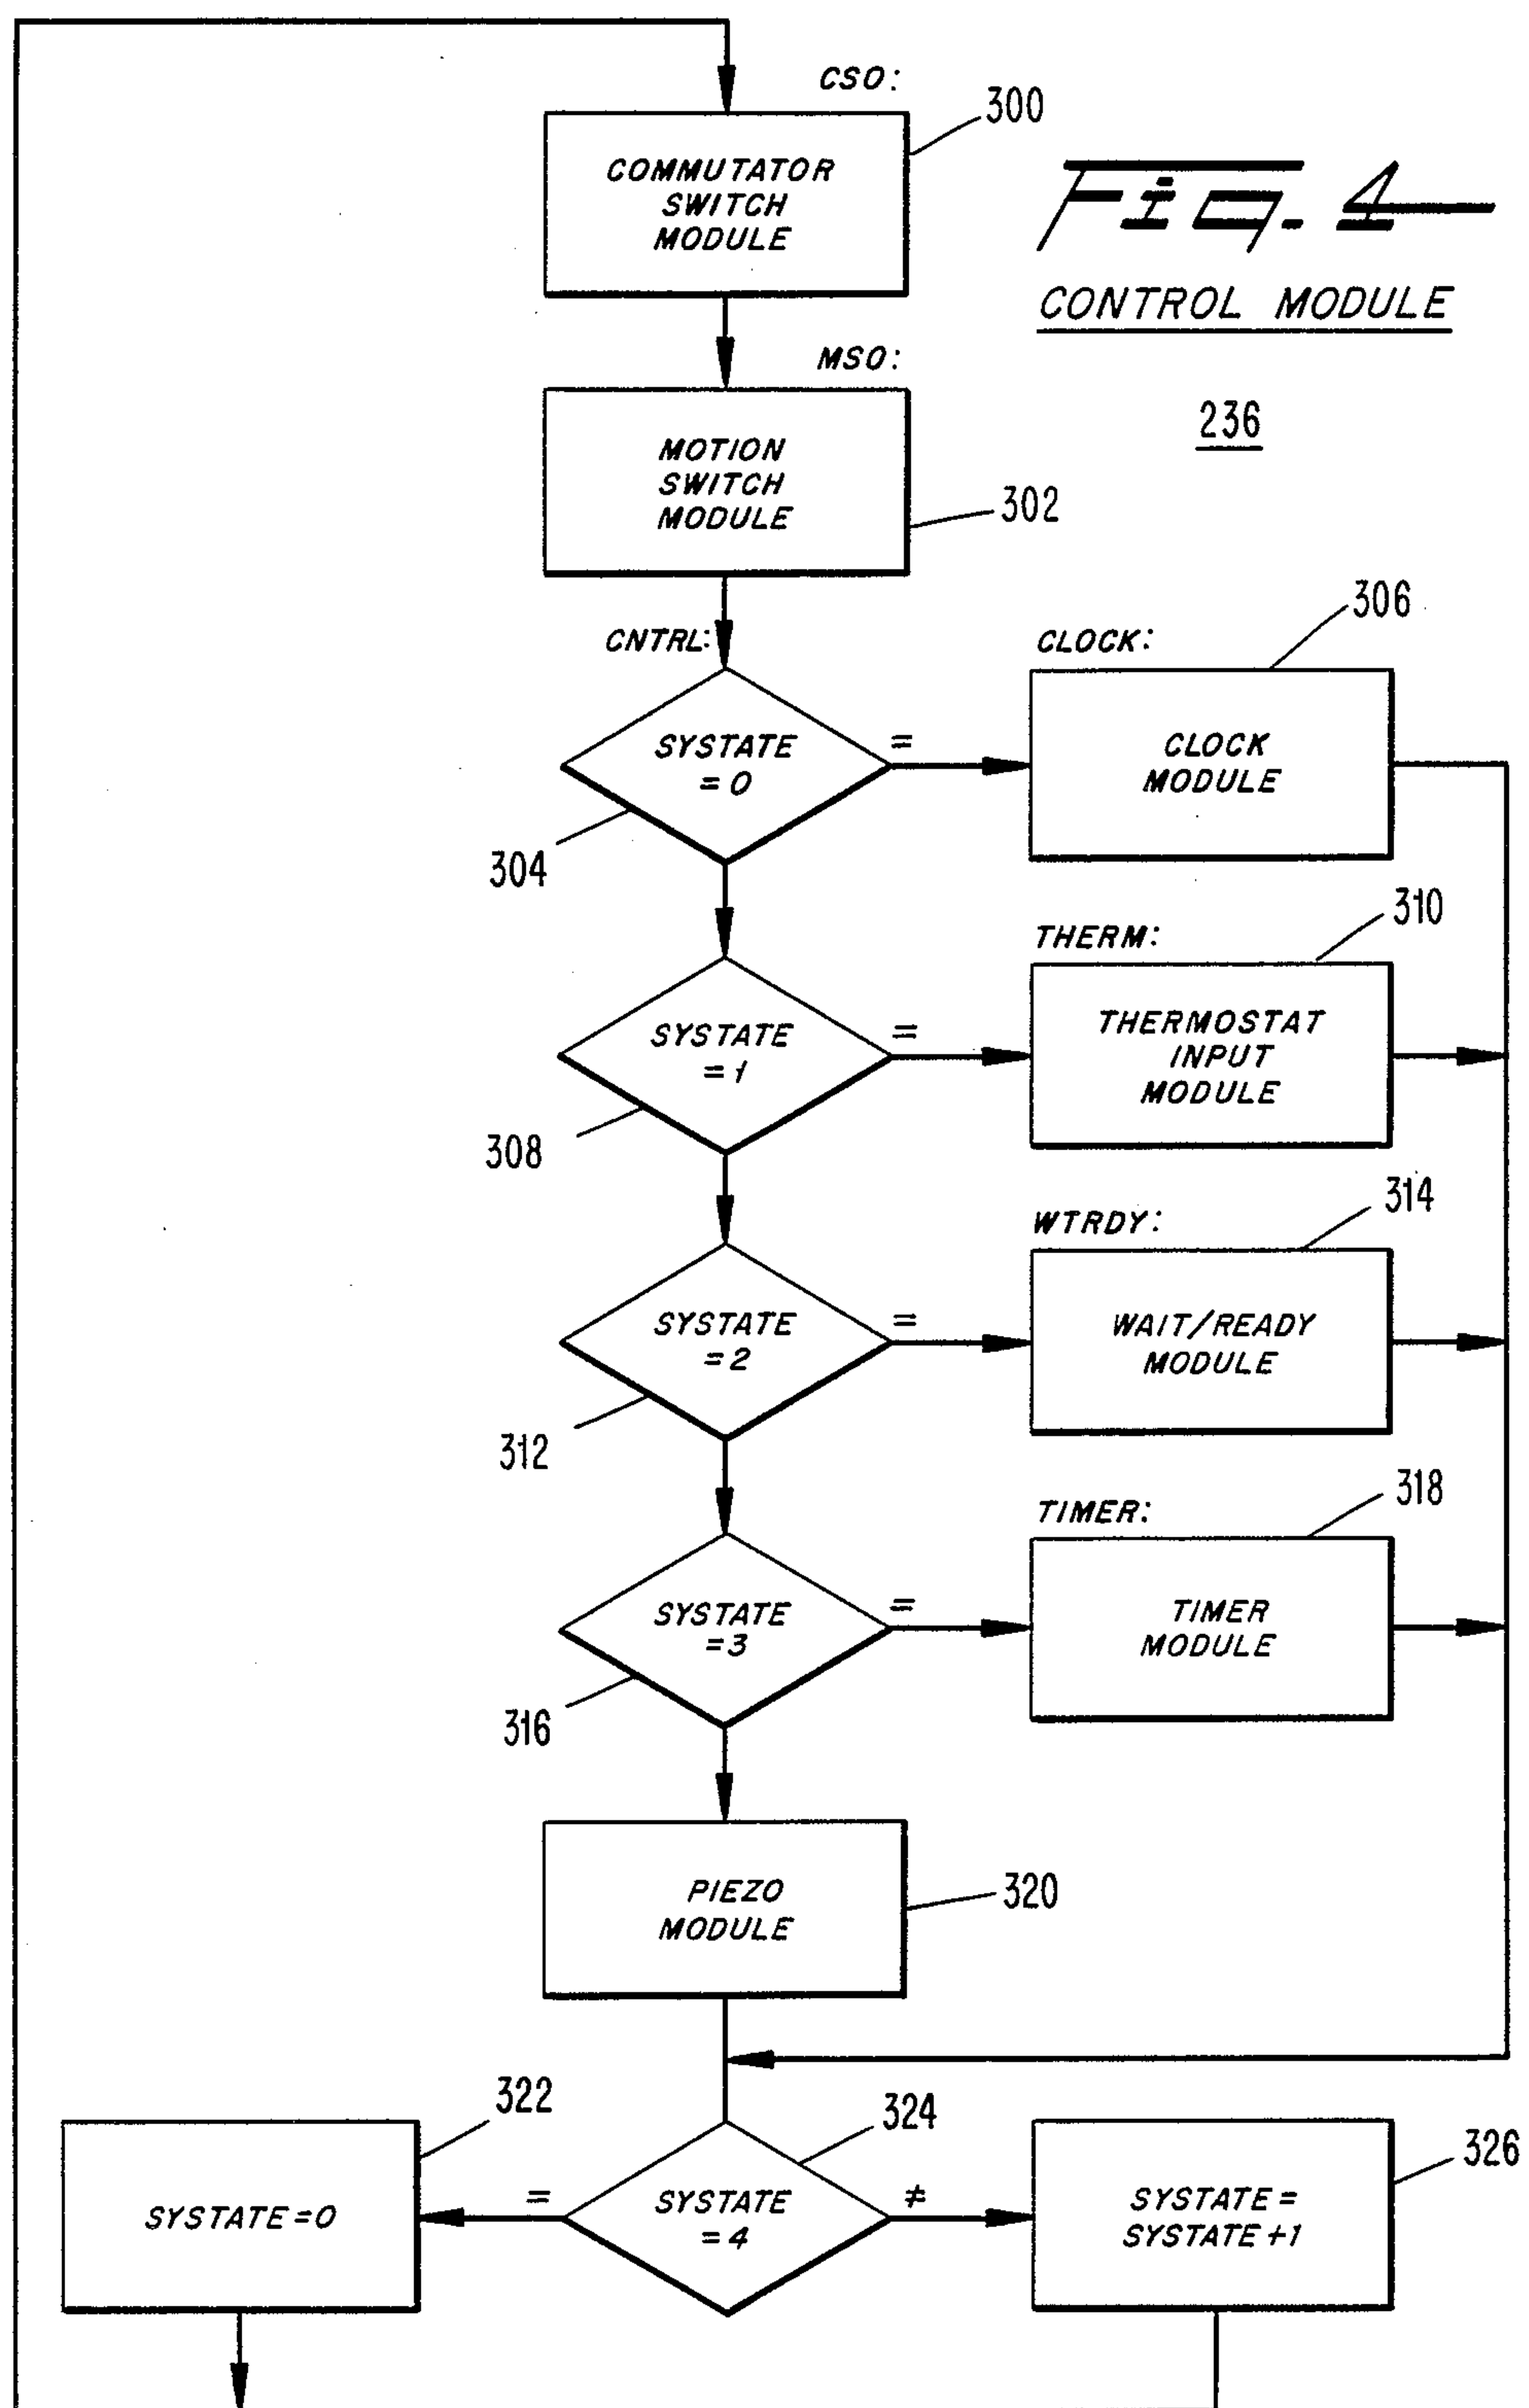 CSO:
300
COMMUTATOR
SWITCH
MODULE
Fig. 4
CONTROL MODULE
236
MSO:
MOTION
SWITCH
MODULE
302
CNTRL:
SYSTATE
=0
=
304
CLOCK:
306
CLOCK
MODULE
SYSTATE
=1
=
308
THERM:
310
THERMOSTAT
INPUT
MODULE
SYSTATE
=2
=
312
WTRDY:
314
WAIT/READY
MODULE
SYSTATE
=3
=
316
TIMER:
318
TIMER
MODULE
PIEZO
MODULE
320
322
SYSTATE=0
=
324
SYSTATE
=4
≠
326
SYSTATE=
SYSTATE+1